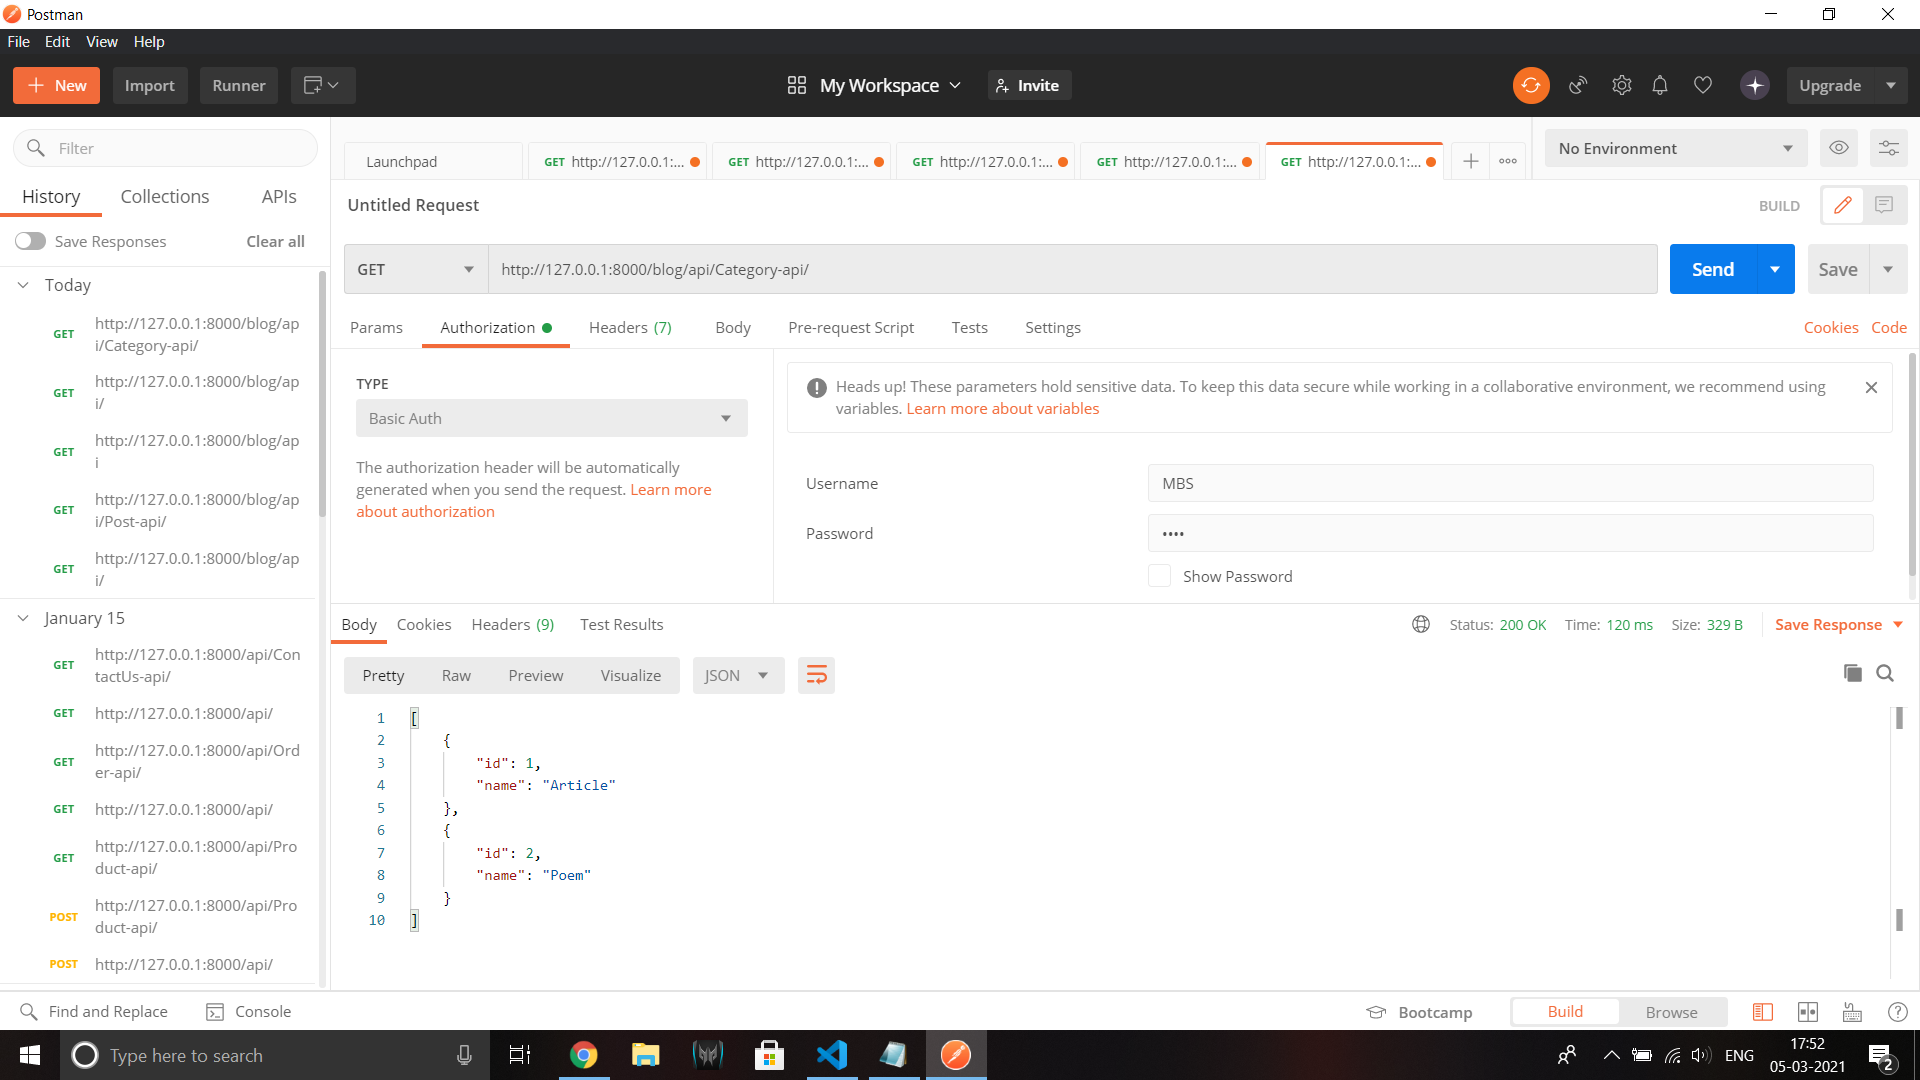 Postman
File Edit View Help
New Import Runner My Workspace Invite Upgrade
Filter
History Collections APIs
Save Responses Clear all
Today
GET http://127.0.0.1:8000/blog/ap
i/Category-api/
GET http://127.0.0.1:8000/blog/ap
i/
GET http://127.0.0.1:8000/blog/ap
i
GET http://127.0.0.1:8000/blog/ap
i/Post-api/
GET http://127.0.0.1:8000/blog/ap
i/
January 15
GET http://127.0.0.1:8000/api/Con
tactUs-api/
GET http://127.0.0.1:8000/api/
GET http://127.0.0.1:8000/api/Ord
er-api/
GET http://127.0.0.1:8000/api/
GET http://127.0.0.1:8000/api/Pro
duct-api/
POST http://127.0.0.1:8000/api/Pro
duct-api/
POST http://127.0.0.1:8000/api/
Launchpad GET http://127.0.0.1:... GET http://127.0.0.1:... GET http://127.0.0.1:... GET http://127.0.0.1:... GET http://127.0.0.1:... No Environment
Untitled Request BUILD
GET http://127.0.0.1:8000/blog/api/Category-api/ Send Save
Params Authorization Headers (7) Body Pre-request Script Tests Settings Cookies Code
TYPE
Basic Auth
The authorization header will be automatically
generated when you send the request. Learn more
about authorization
Heads up! These parameters hold sensitive data. To keep this data secure while working in a collaborative environment, we recommend using
variables. Learn more about variables
Username MBS
Password ••••
Show Password
Body Cookies Headers (9) Test Results Status: 200 OK Time: 120 ms Size: 329 B Save Response
Pretty Raw Preview Visualize JSON
1 [
2 {
3 "id": 1,
4 "name": "Article"
5 },
6 {
7 "id": 2,
8 "name": "Poem"
9 }
10 ]
Find and Replace Console Bootcamp Build Browse
Type here to search ENG 17:52
05-03-2021 2